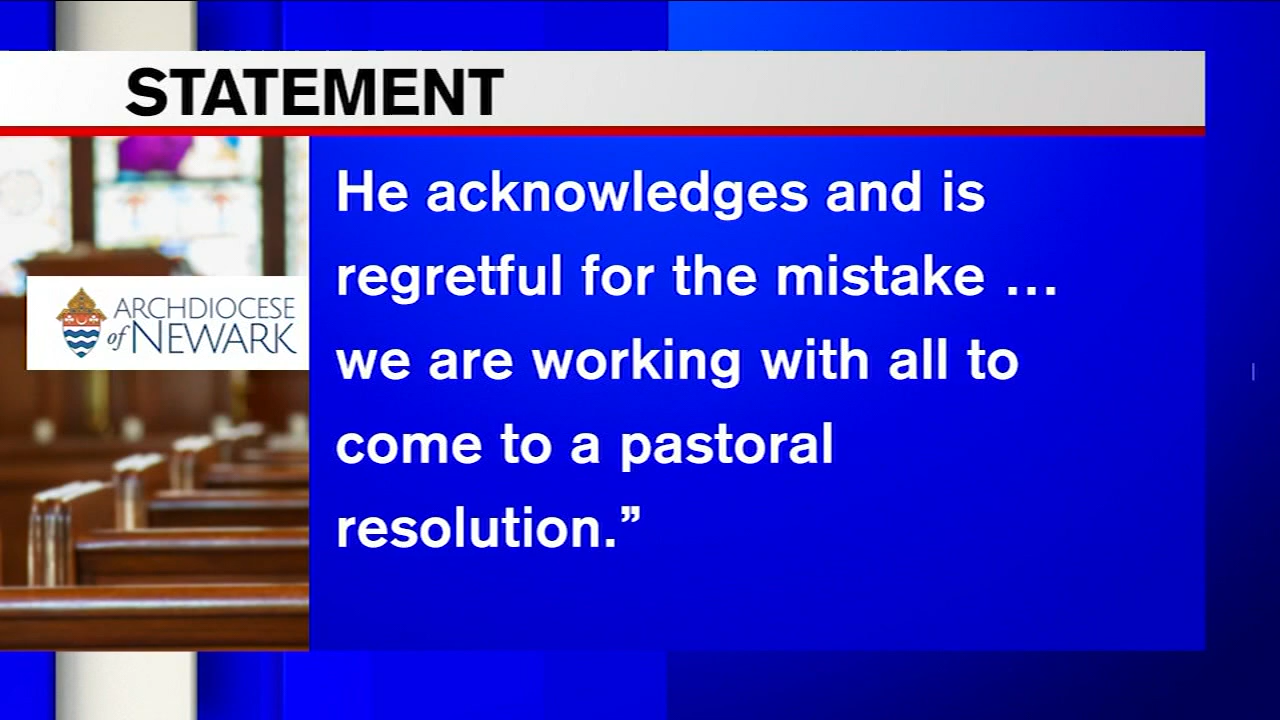 STATEMENT
ARCHDIOCESE
of NEWARK
He acknowledges and is
regretful for the mistake ...
we are working with all to
come to a pastoral
resolution.”